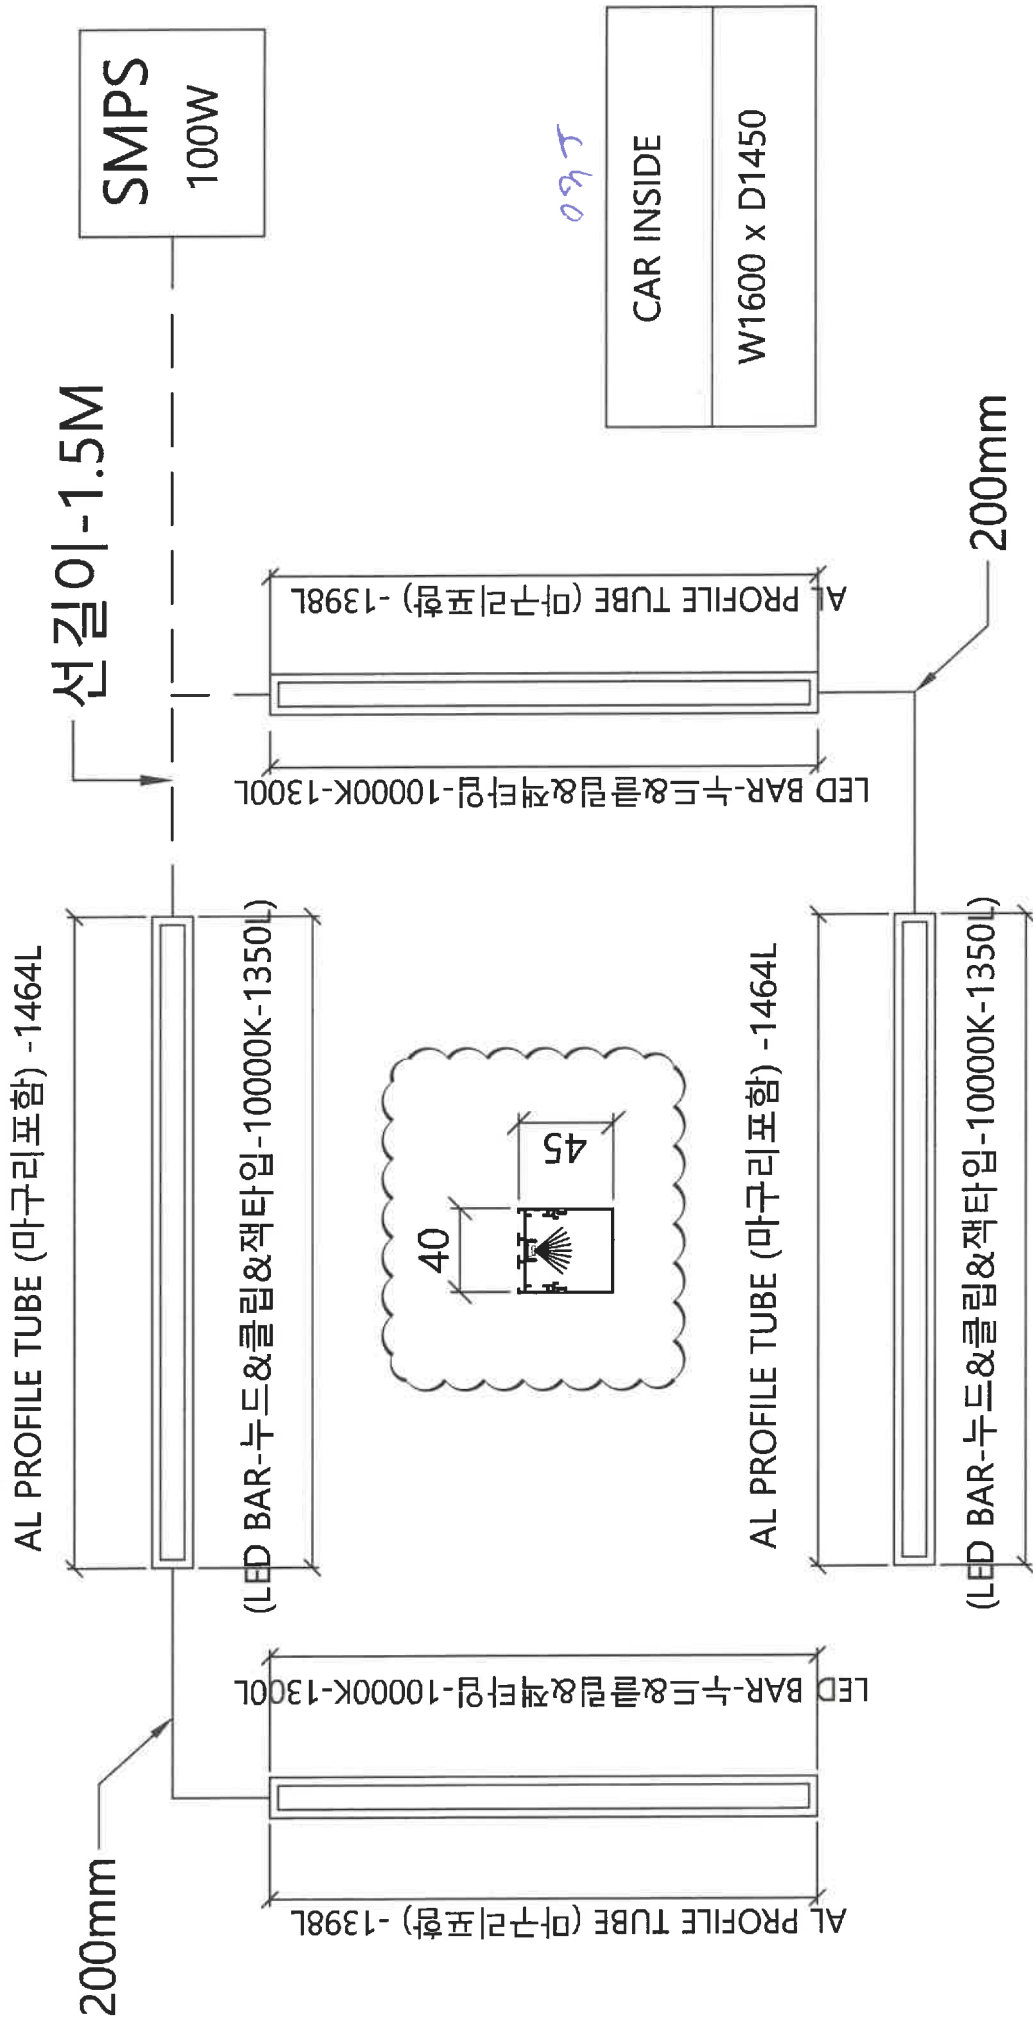 SMPS
100W
선길이-1.5M
CAR INSIDE
W1600 x D1450
AL PROFILE TUBE (마구리포함) -1464L
(LED BAR-누드&클립&잭타입-10000K-1350L)
200mm
AL PROFILE TUBE (마구리포함) -1398L
LED BAR-누드&클립&잭타입-10000K-1300L
40
45
LED BAR-누드&클립&잭타입-10000K-1300L
AL PROFILE TUBE (마구리포함) -1398L
AL PROFILE TUBE (마구리포함) -1464L
(LED BAR-누드&클립&잭타입-10000K-1350L)
200mm